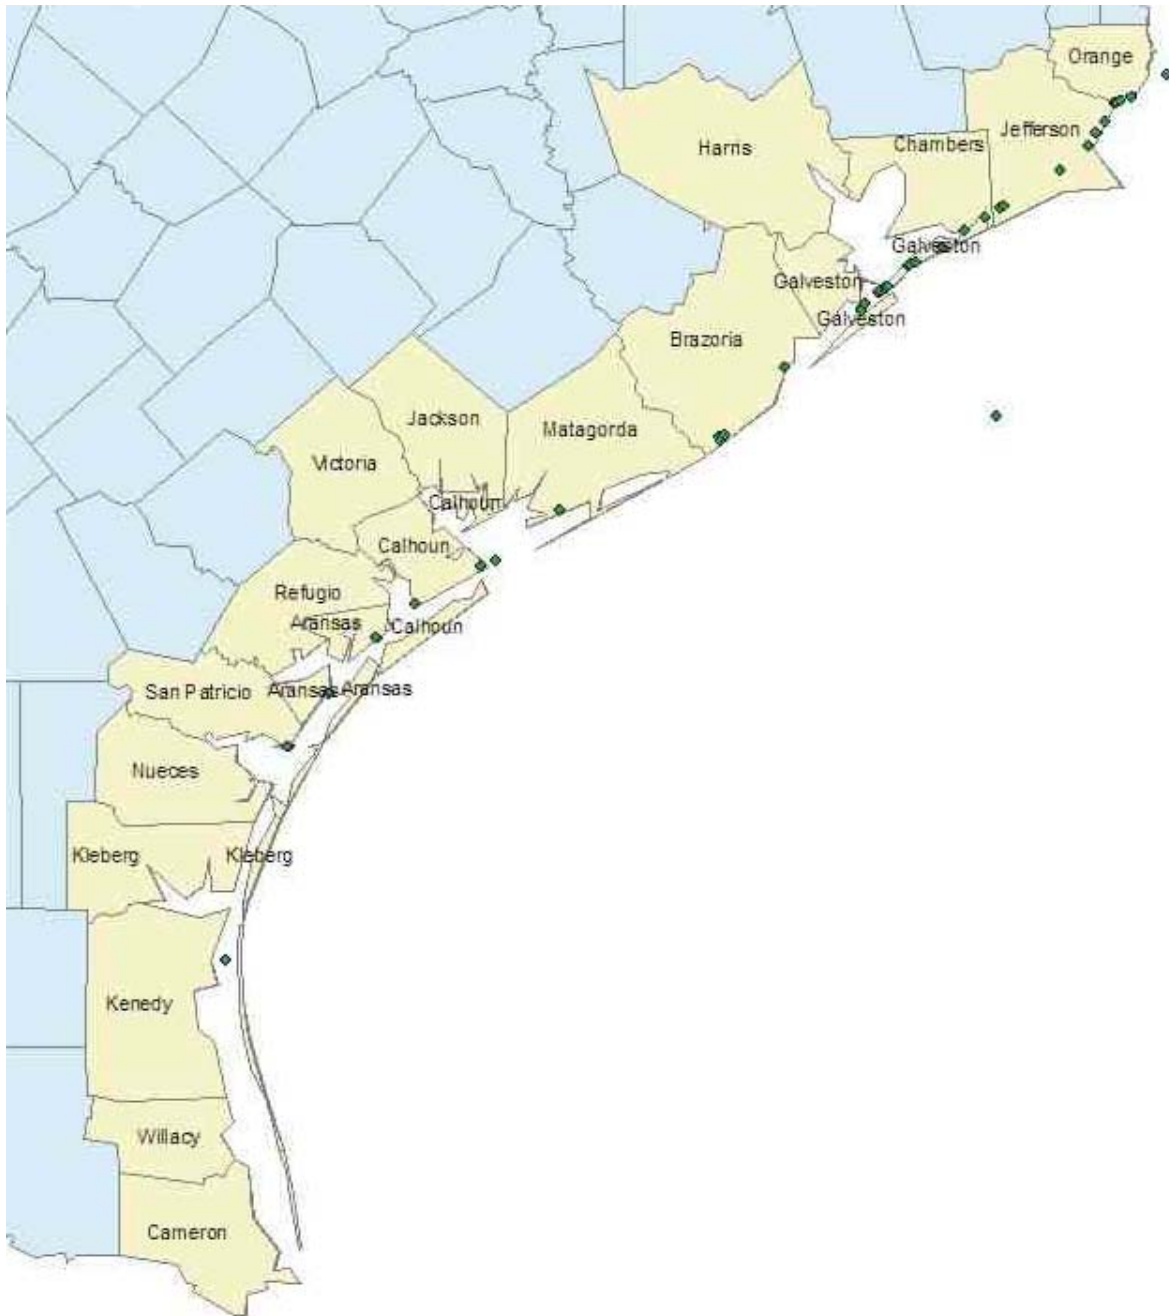 Orange
Jefferson
Harris
Chambers
Galveston
Galveston
Galveston
Brazoria
Jackson
Matagorda
Victoria
Calhoun
Calhoun
Refugio
Aransas
Calhoun
San Patricio
Aransas
Aransas
Nueces
Kleberg
Kleberg
Kenedy
Willacy
Cameron